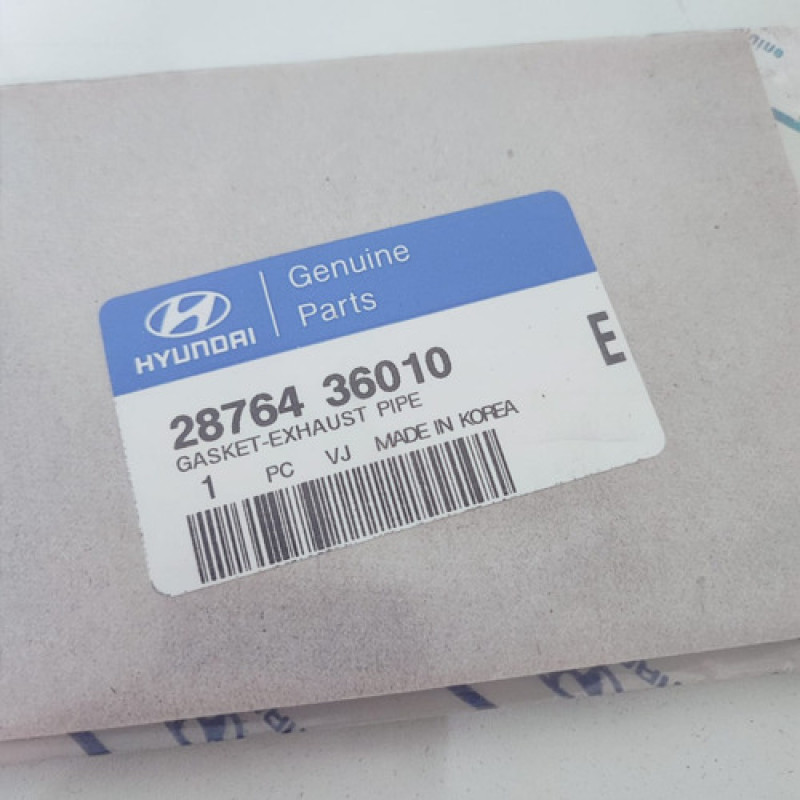 Genuine
Parts
HYUNDAI
E
28764 36010
GASKET-EXHAUST PIPE
1 PC VJ MADE IN KOREA